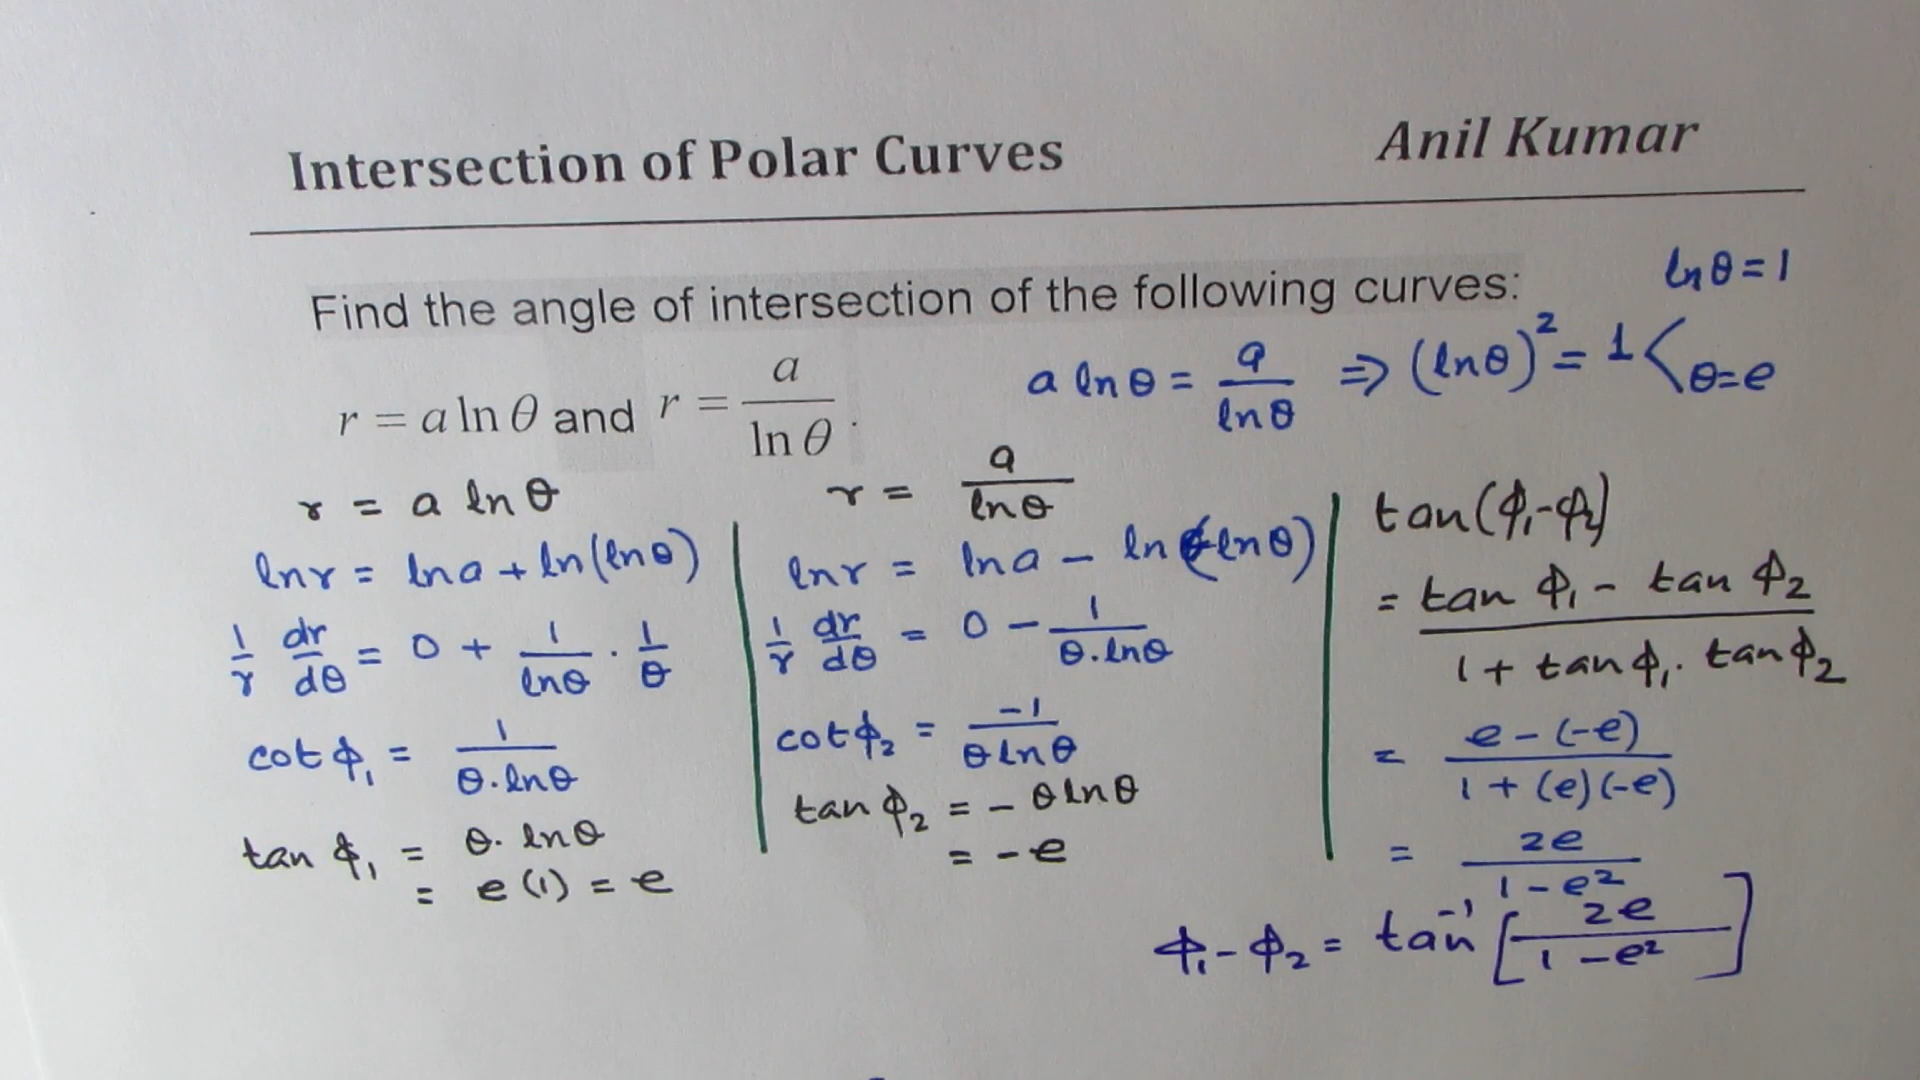 Intersection of Polar Curves Anil Kumar
Find the angle of intersection of the following curves:
r = a ln θ and r = a / ln θ .
ln θ = 1
a ln θ = a / ln θ ⇒ (ln θ)² = 1 < θ = e
r = a ln θ
ln r = ln a + ln(ln θ)
1/r dr/dθ = 0 + 1/ln θ · 1/θ
cot ϕ₁ = 1 / θ. ln θ
tan ϕ₁ = θ. ln θ
= e (1) = e
r = a / ln θ
ln r = ln a − ln (ln θ)
1/r dr/dθ = 0 − 1 / θ. ln θ
cot ϕ₂ = −1 / θ ln θ
tan ϕ₂ = − θ ln θ
= − e
tan(ϕ₁-ϕ₂)
= tan ϕ₁ − tan ϕ₂ / 1 + tan ϕ₁. tan ϕ₂
= e − (−e) / 1 + (e) (−e)
= 2e / 1 − e²
ϕ₁ − ϕ₂ = tan⁻¹ [ 2e / 1 − e² ]